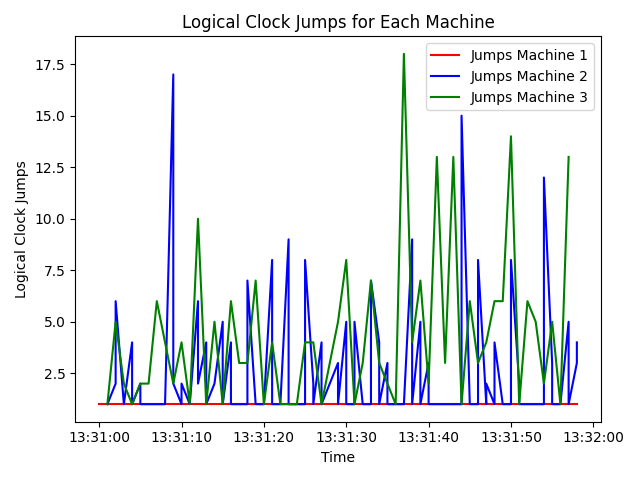 Logical Clock Jumps for Each Machine
Jumps Machine 1
Jumps Machine 2
Jumps Machine 3
Logical Clock Jumps
17.5
15.0
12.5
10.0
7.5
5.0
2.5
13:31:00 13:31:10 13:31:20 13:31:30 13:31:40 13:31:50 13:32:00
Time